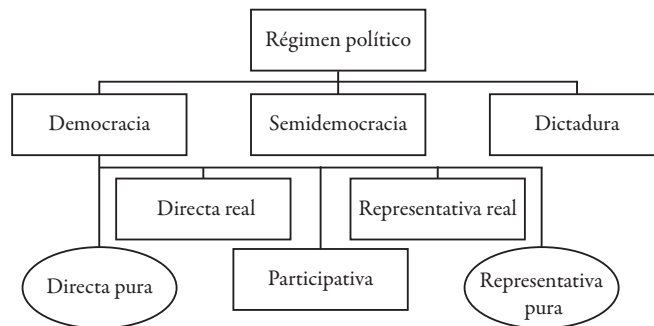 Régimen político
Democracia
Semidemocracia
Dictadura
Directa real
Representativa real
Directa pura
Participativa
Representativa
pura